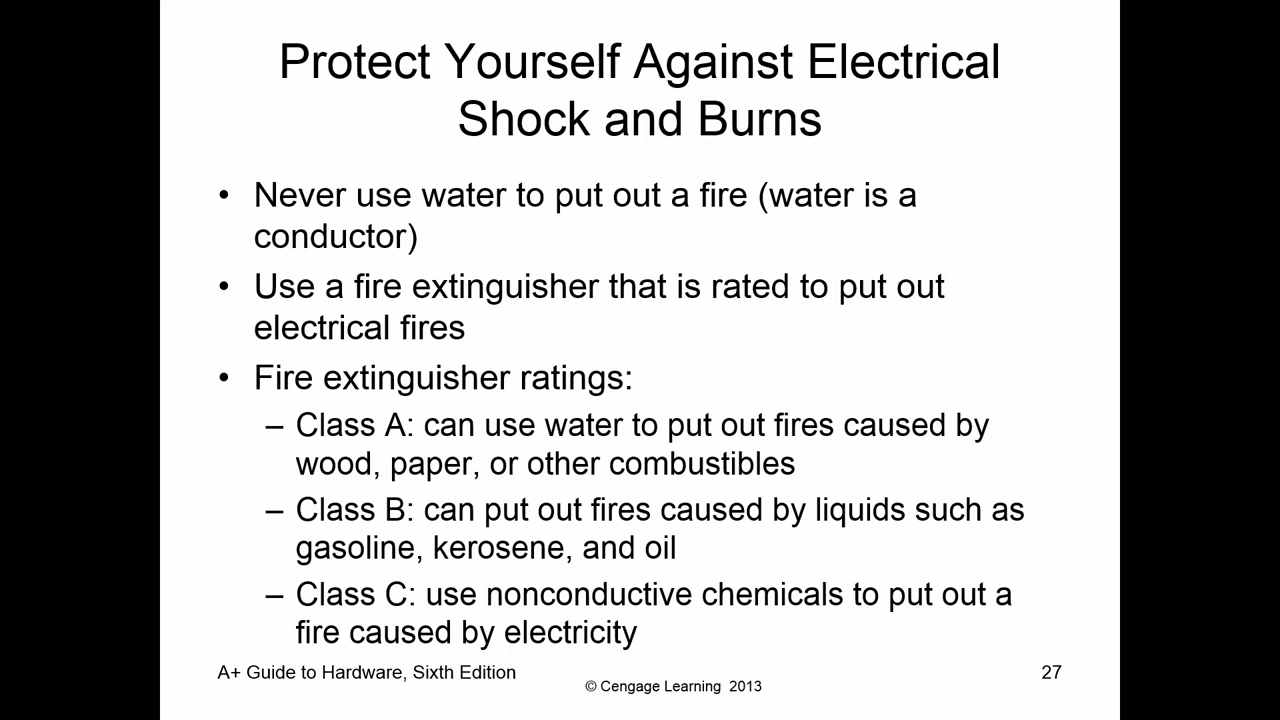 Protect Yourself Against Electrical
Shock and Burns
• Never use water to put out a fire (water is a
conductor)
• Use a fire extinguisher that is rated to put out
electrical fires
• Fire extinguisher ratings:
– Class A: can use water to put out fires caused by
wood, paper, or other combustibles
– Class B: can put out fires caused by liquids such as
gasoline, kerosene, and oil
– Class C: use nonconductive chemicals to put out a
fire caused by electricity
A+ Guide to Hardware, Sixth Edition
© Cengage Learning 2013
27